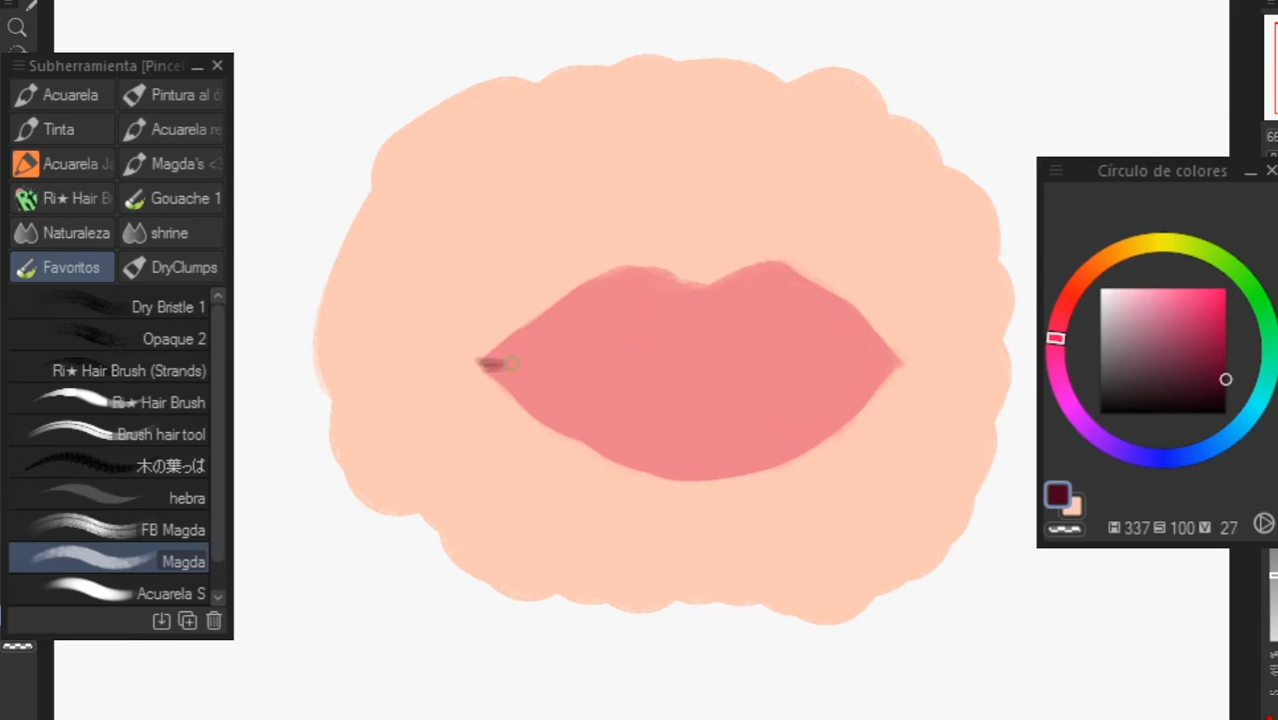 Subherramienta [Pincel
Acuarela
Pintura al ó
Tinta
Acuarela re
Acuarela Ja
Magda's <3
Ri★ Hair B
Gouache 1
Naturaleza
shrine
Favoritos
DryClumps
Dry Bristle 1
Opaque 2
Ri★ Hair Brush (Strands)
Ri★ Hair Brush
Brush hair tool
木の葉っぱ
hebra
FB Magda
Magda
Acuarela S
Círculo de colores
H 337 S 100 V 27